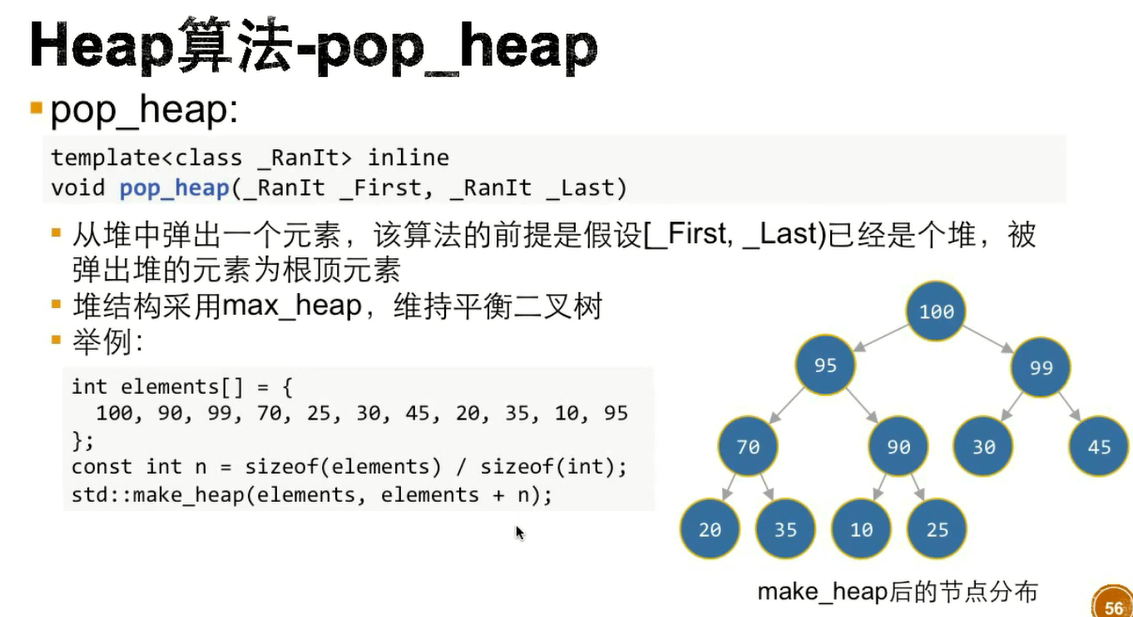 Heap算法-pop_heap
pop_heap:
template<class _RanIt> inline
void pop_heap(_RanIt _First, _RanIt _Last)
从堆中弹出一个元素，该算法的前提是假设[_First, _Last)已经是个堆，被
弹出堆的元素为根顶元素
堆结构采用max_heap，维持平衡二叉树
举例：
int elements[] = {
100, 90, 99, 70, 25, 30, 45, 20, 35, 10, 95
};
const int n = sizeof(elements) / sizeof(int);
std::make_heap(elements, elements + n);
100
95 99
70 90 30 45
20 35 10 25
make_heap后的节点分布
56